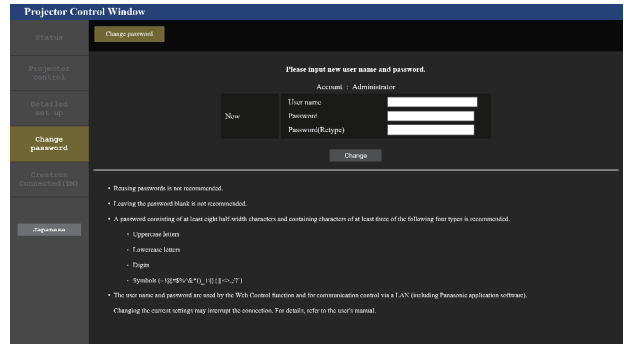 Projector Control Window
Status
Change password
Projector
control
Detailed
set up
Change
password
Crestron
Connected(TM)
Japanese
Please input new user name and password.
Account : Administrator
New
User name
Password
Password(Retype)
Change
• Reusing passwords is not recommended.
• Leaving the password blank is not recommended.
• A password consisting of at least eight half-width characters and containing characters of at least three of the following four types is recommended.
- Uppercase letters
- Lowercase letters
- Digits
- Symbols
• The user name and password are used by the Web Control function and for communication control via a LAN (including Panasonic application software).
Changing the current settings may interrupt the connection. For details, refer to the user's manual.